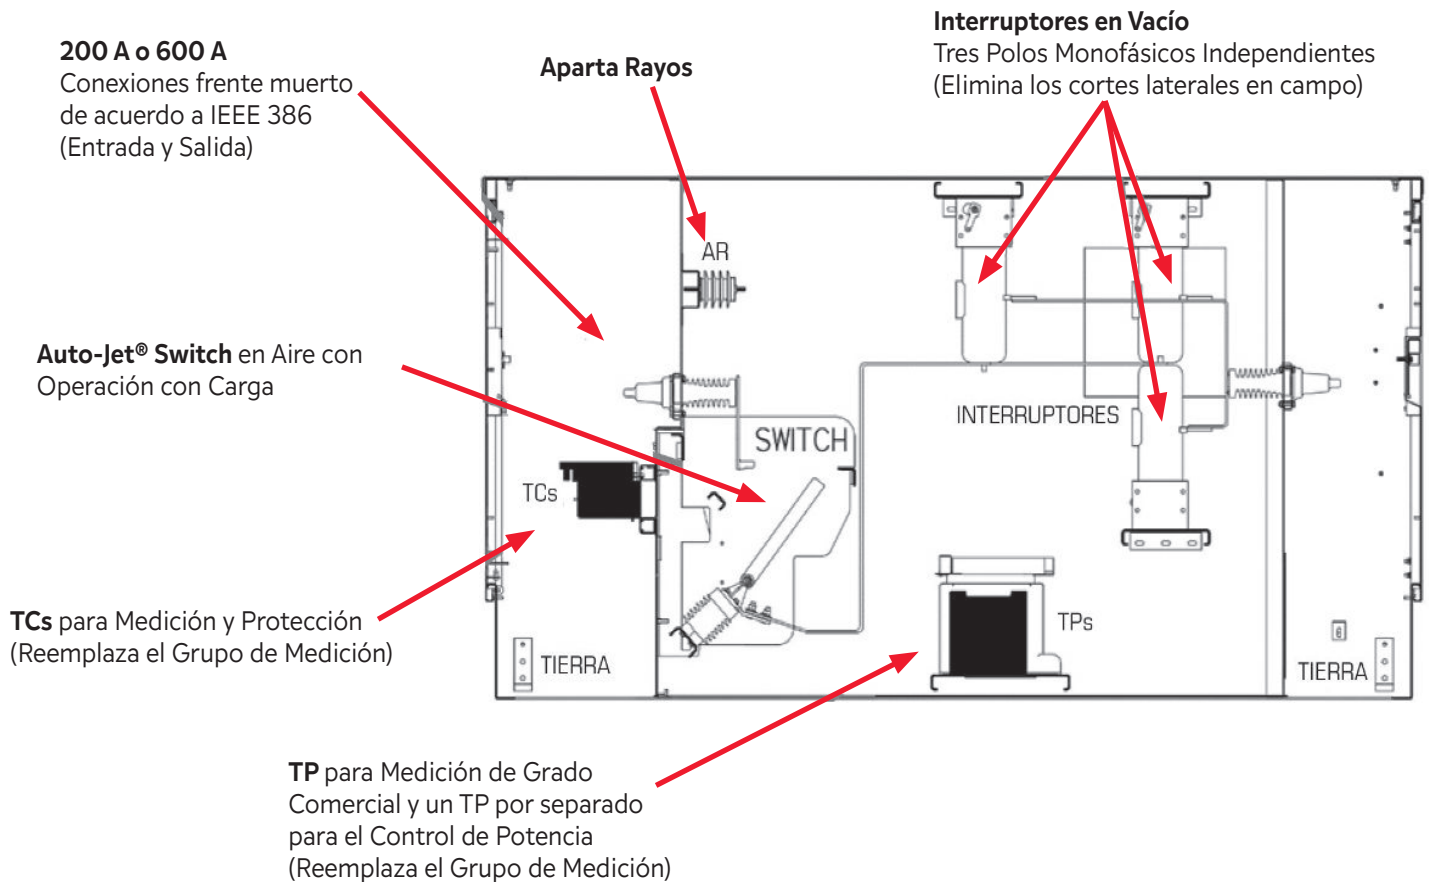 200 A o 600 A
Conexiones frente muerto
de acuerdo a IEEE 386
(Entrada y Salida)
Aparta Rayos
Interruptores en Vacío
Tres Polos Monofásicos Independientes
(Elimina los cortes laterales en campo)
AR
Auto-Jet® Switch en Aire con
Operación con Carga
SWITCH
INTERRUPTORES
TCs
TCs para Medición y Protección
(Reemplaza el Grupo de Medición)
TIERRA
TPs
TIERRA
TP para Medición de Grado
Comercial y un TP por separado
para el Control de Potencia
(Reemplaza el Grupo de Medición)